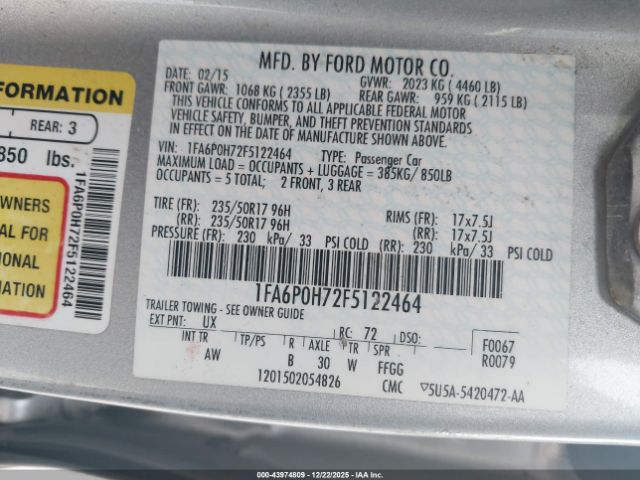 FORMATION
REAR: 3
850 lbs.
OWNERS
AL FOR
IONAL
ION
1FA6P0H72F5122464
MFD. BY FORD MOTOR CO.
DATE: 02/15 GVWR: 2023 KG ( 4460 LB)
FRONT GAWR: 1068 KG ( 2355 LB) REAR GAWR: 959 KG ( 2115 LB)
THIS VEHICLE CONFORMS TO ALL APPLICABLE FEDERAL MOTOR
VEHICLE SAFETY, BUMPER, AND THEFT PREVENTION STANDARDS
IN EFFECT ON THE DATE OF MANUFACTURE SHOWN ABOVE.
VIN: 1FA6P0H72F5122464 TYPE: Passenger Car
MAXIMUM LOAD = OCCUPANTS + LUGGAGE = 385KG/ 850LB
OCCUPANTS = 5 TOTAL; 2 FRONT, 3 REAR
TIRE (FR): 235/50R17 96H RIMS (FR): 17x7.5J
(RR): 235/50R17 96H (RR): 17x7.5J
PRESSURE (FR): 230 kPa/ 33 PSI COLD (RR): 230 kPa/ 33 PSI COLD
1FA6P0H72F5122464
TRAILER TOWING - SEE OWNER GUIDE
EXT PNT: UX RC: 72 DSO: F0067
INT TR TP/PS R AXLE TR SPR R0079
AW B 30 W FFGG
1201502054826 CMC 5U5A-5420472-AA
© 43974809 - 12/22/2025 - IAAI.com